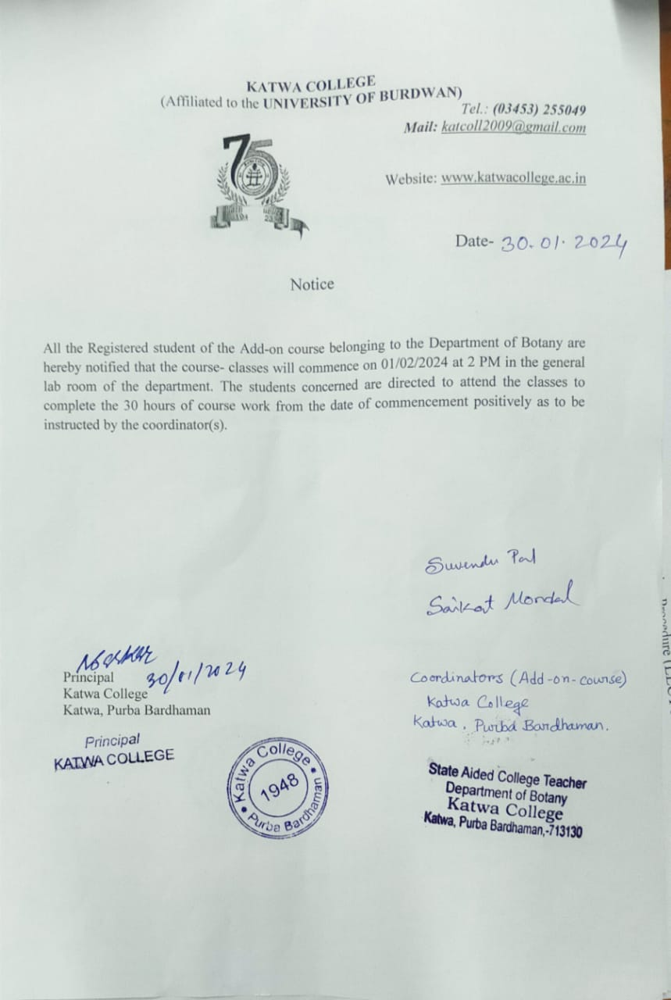 KATWA COLLEGE
(Affiliated to the UNIVERSITY OF BURDWAN)
Tel.: (03453) 255049
Mail: katcoll2009@gmail.com
75
Website: www.katwacollege.ac.in
Date- 30.01.2024
Notice
All the Registered student of the Add-on course belonging to the Department of Botany are
hereby notified that the course- classes will commence on 01/02/2024 at 2 PM in the general
lab room of the department. The students concerned are directed to attend the classes to
complete the 30 hours of course work from the date of commencement positively as to be
instructed by the coordinator(s).
Suvendu Pal
Saikat Mondal
Principal 30/01/2024
Katwa College
Katwa, Purba Bardhaman
Coordinators (Add-on-course)
Katwa College
Katwa, Purba Bardhaman.
Principal
KATWA COLLEGE
Katwa College
1948
Purba Bardhaman
State Aided College Teacher
Department of Botany
Katwa College
Katwa, Purba Bardhaman,-713130